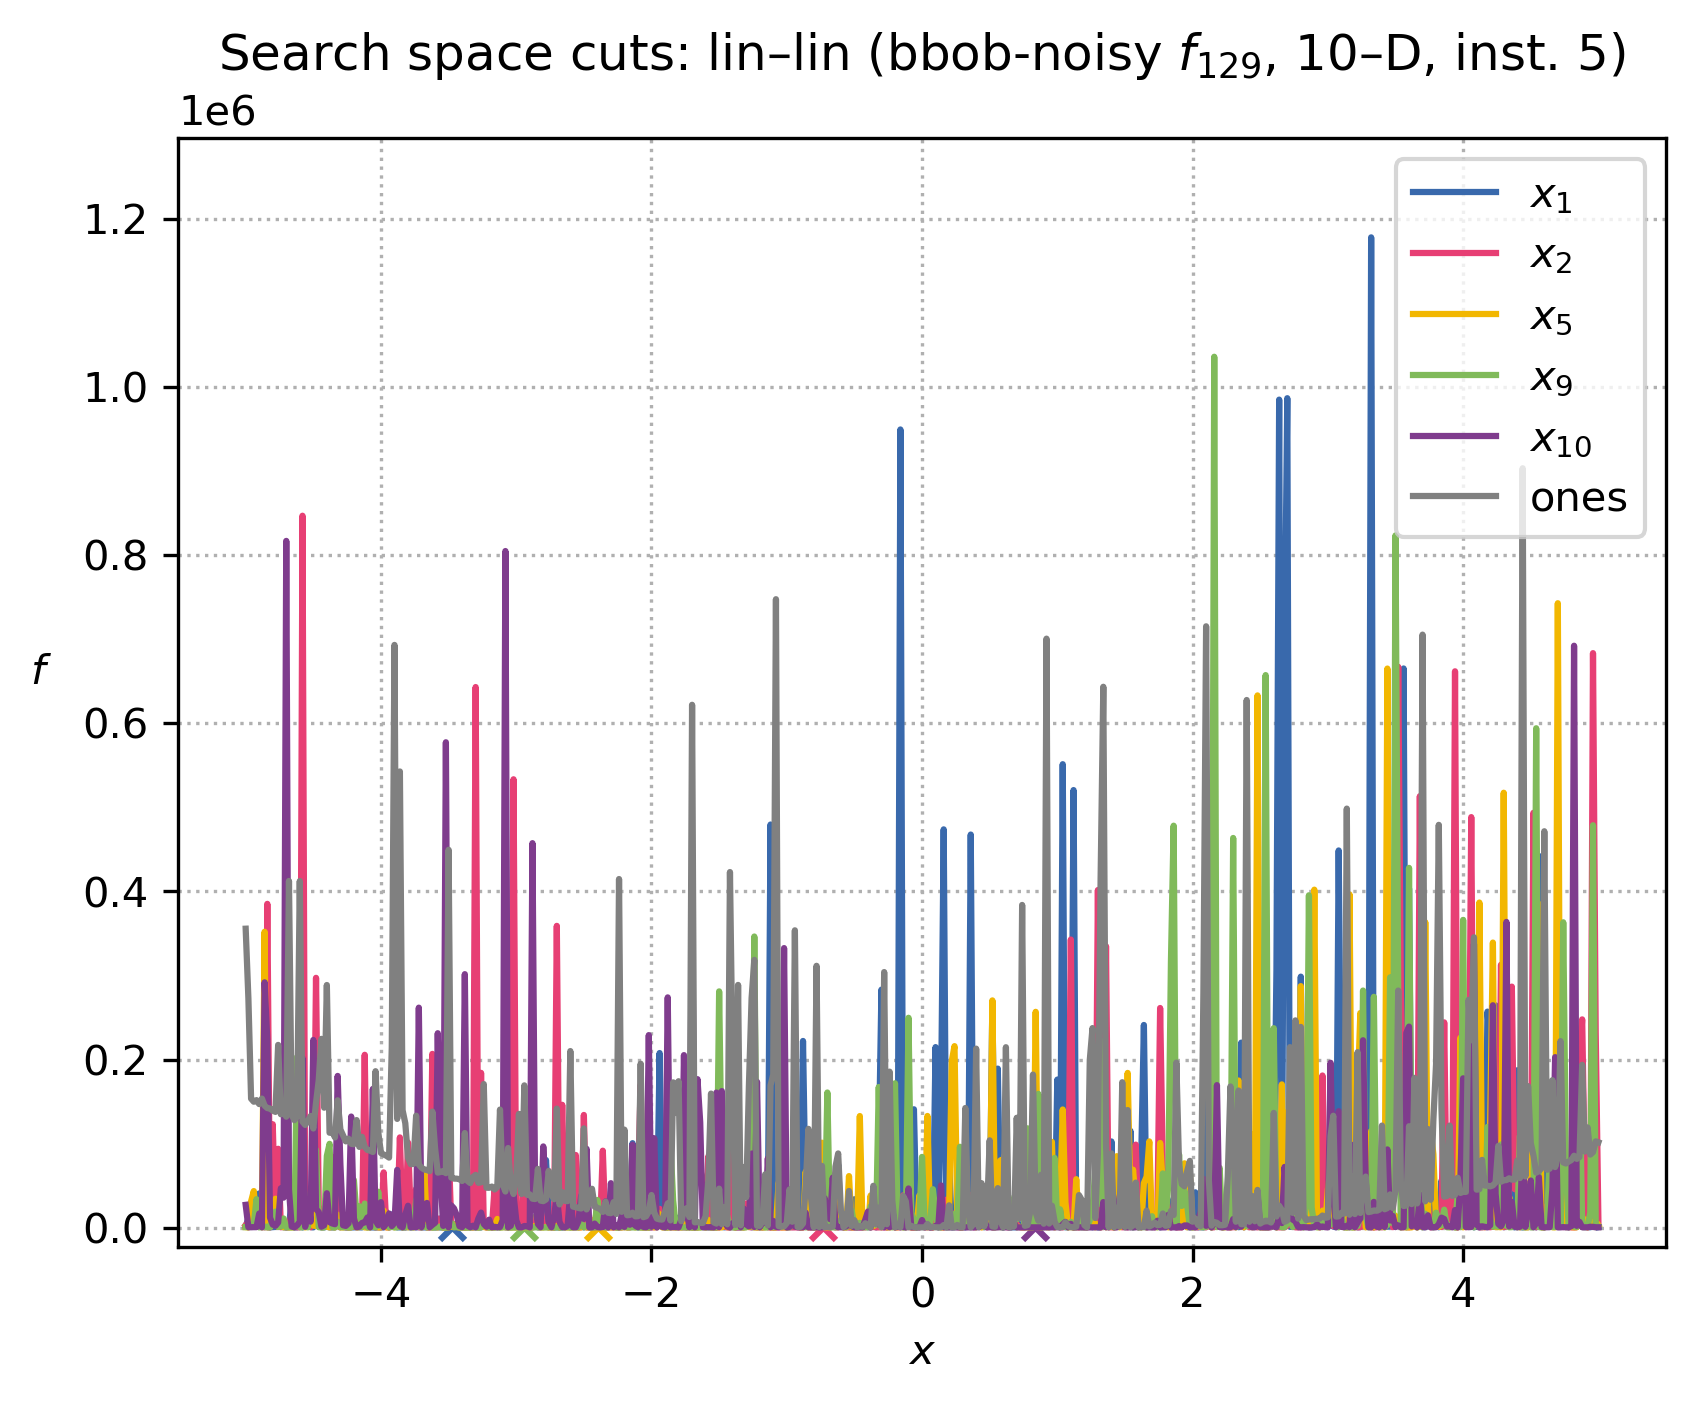 Search space cuts: lin–lin (bbob-noisy f₁₂₉, 10–D, inst. 5)
1e6
1.2
1.0
0.8
0.6
0.4
0.2
0.0
f
−4
−2
0
2
4
x
x₁
x₂
x₅
x₉
x₁₀
ones